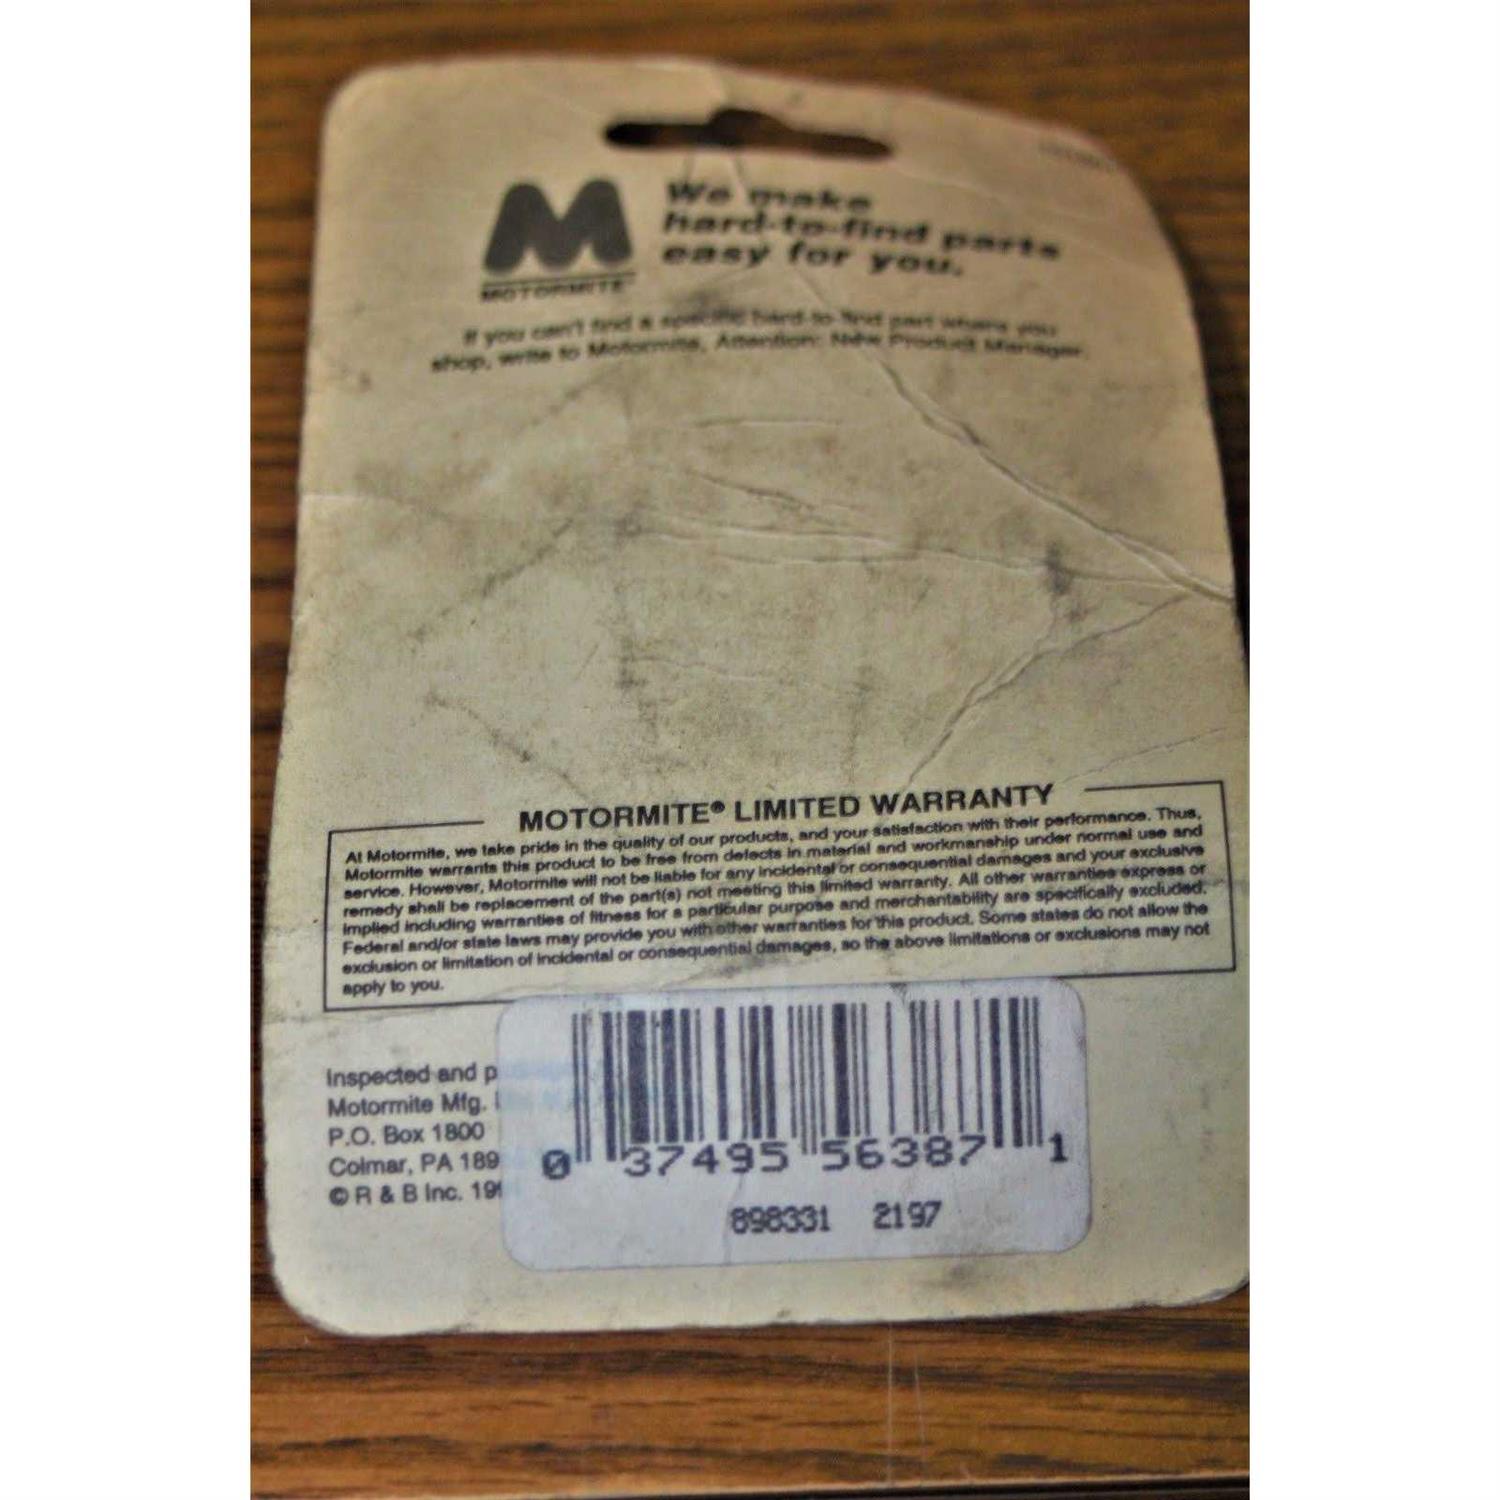 M
MOTORMITE
We make
hard-to-find parts
easy for you.
If you can't find a specific hard-to-find part where you
shop, write to Motormite, Attention: New Product Manager.
MOTORMITE® LIMITED WARRANTY
At Motormite, we take pride in the quality of our products, and your satisfaction with their performance. Thus,
Motormite warrants this product to be free from defects in material and workmanship under normal use and
service. However, Motormite will not be liable for any incidental or consequential damages and your exclusive
remedy shall be replacement of the part(s) not meeting this limited warranty. All other warranties express or
implied including warranties of fitness for a particular purpose and merchantability are specifically excluded.
Federal and/or state laws may provide you with other warranties for this product. Some states do not allow the
exclusion or limitation of incidental or consequential damages, so the above limitations or exclusions may not
apply to you.
Inspected and p
Motormite Mfg.
P.O. Box 1800
Colmar, PA 189
© R & B Inc. 19
0 37495 56387 1
898331 2197